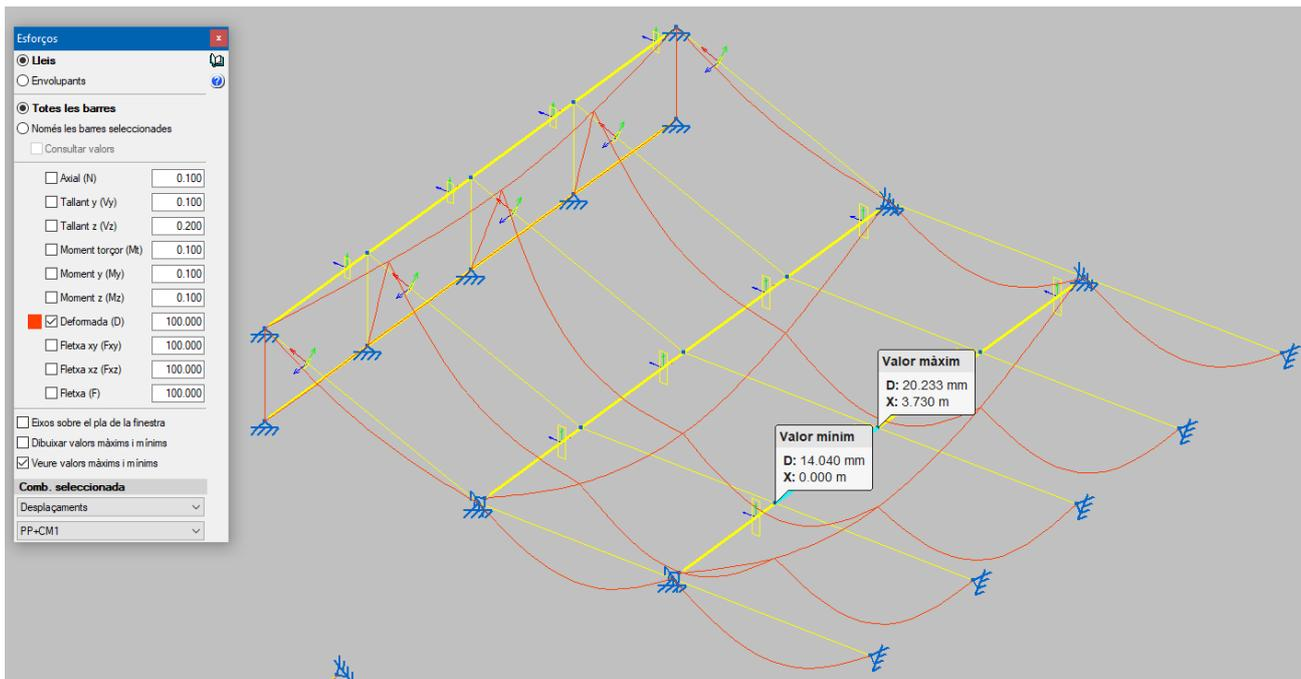 Esforços
x
Lleis
Envolupants
Totes les barres
Només les barres seleccionades
Consultar valors
Axial (N) 0.100
Tallant y (Vy) 0.100
Tallant z (Vz) 0.200
Moment torçor (Mt) 0.100
Moment y (My) 0.100
Moment z (Mz) 0.100
Deformada (D) 100.000
Fletxa xy (Fxy) 100.000
Fletxa xz (Fxz) 100.000
Fletxa (F) 100.000
Eixos sobre el pla de la finestra
Dibuixar valors màxims i mínims
Veure valors màxims i mínims
Comb. seleccionada
Desplaçaments
PP+CM1
Valor màxim
D: 20.233 mm
X: 3.730 m
Valor mínim
D: 14.040 mm
X: 0.000 m